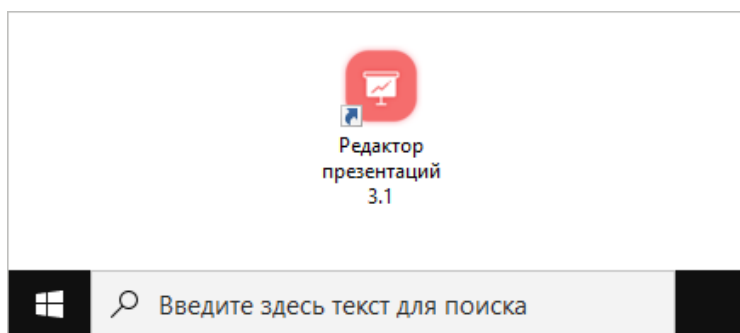 Редактор
презентаций
3.1
Введите здесь текст для поиска